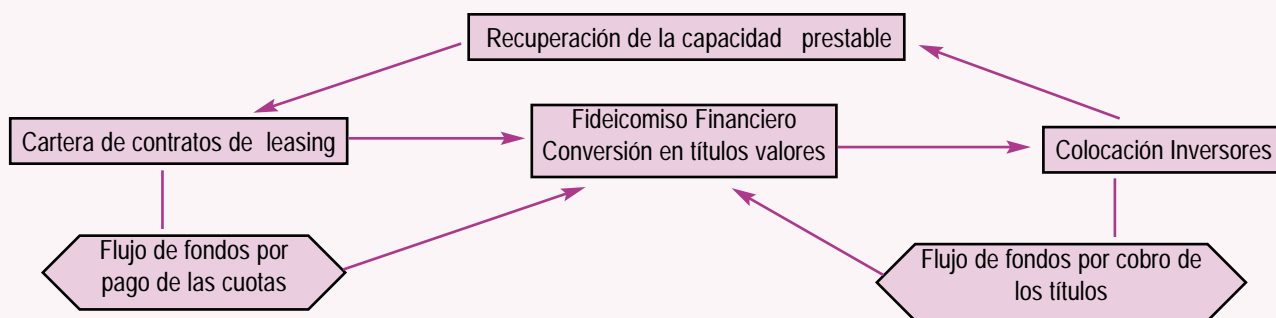 Recuperación de la capacidad prestable
Cartera de contratos de leasing
Fideicomiso Financiero
Conversión en títulos valores
Colocación Inversores
Flujo de fondos por
pago de las cuotas
Flujo de fondos por cobro de
los títulos